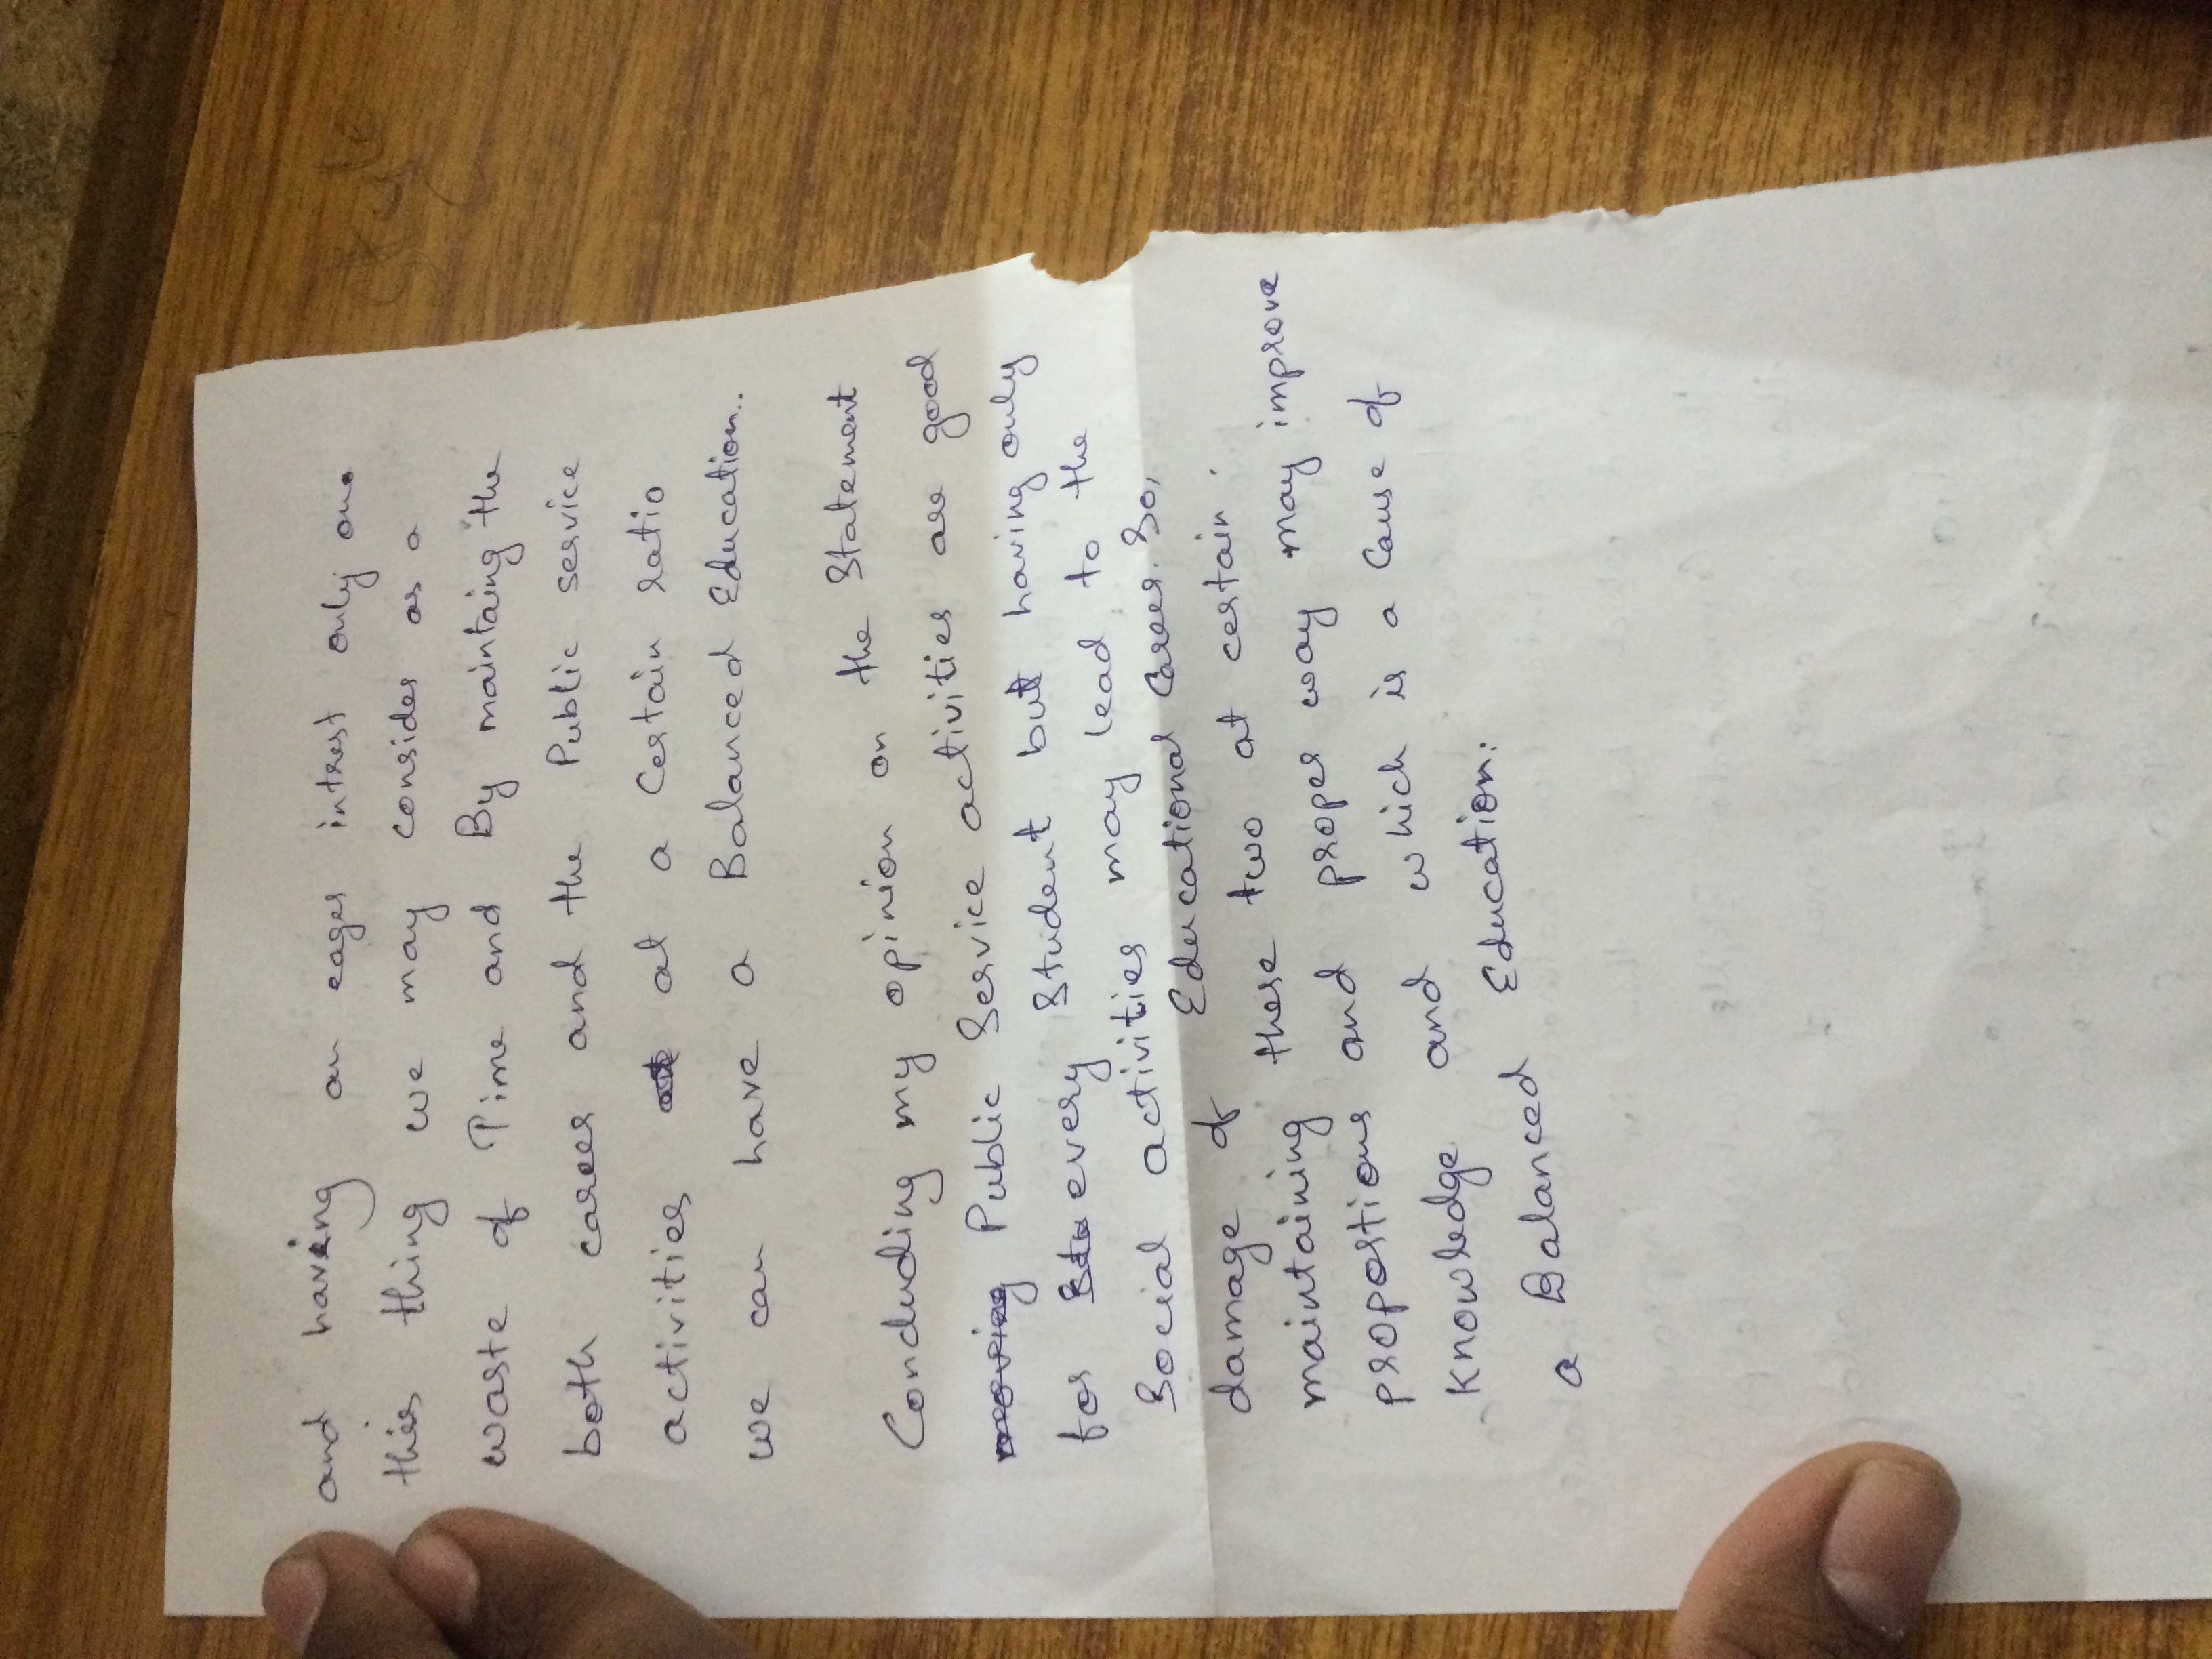 and having an eager intrest only one
this thing we may consider as a
waste of Time and By maintaing the
both career and the Public service
activities at at a Certain ratio
we can have a Balanced Education..
Concluding my opinion on the Statement
moving Public Service activities are good
for Stu every Student but having only
Social activities may lead to the
damage of Educational Career. So,
maintaining these two at certain.
proportions and proper way may improve
Knowledge and which is a Cause of
a Balanced Education.